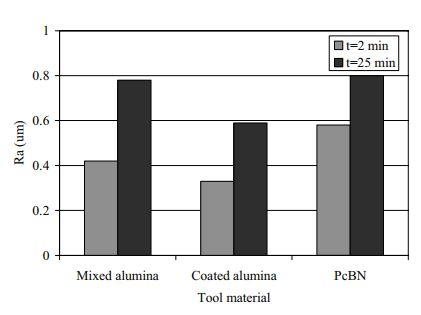 1
t=2 min
t=25 min
0.8
0.6
Ra (um)
0.4
0.2
0
Mixed alumina Coated alumina PcBN
Tool material